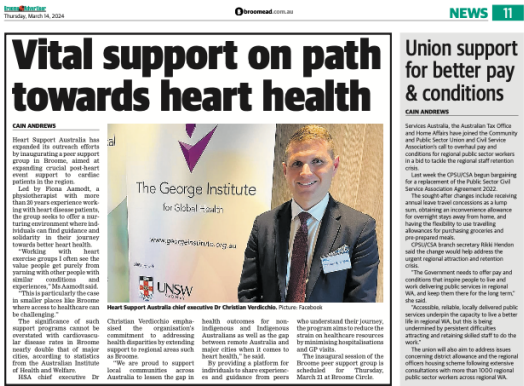 Broome Advertiser
Thursday, March 14, 2024
broomead.com.au
NEWS 11
Vital support on path
towards heart health
CAIN ANDREWS
Heart Support Australia has
expanded its outreach efforts
by inaugurating a peer support
group in Broome, aimed at
expanding crucial post-heart
event support to cardiac
patients in the region.
Led by Fiona Aamodt, a
physiotherapist with more
than 16 years experience work-
ing with heart disease patients,
the group seeks to offer a nur-
turing environment where indi-
viduals can find guidance and
solidarity in their journey
towards better heart health.
"Working with heart
exercise groups I often see the
value people get purely from
yarning with other people with
similar conditions and
experiences," Ms Aamodt said.
"This is particularly the case
in smaller places like Broome
where access to healthcare can
be challenging."
The significance of such
support programs cannot be
overstated with cardiovascu-
lar disease rates in Broome
nearly double that of major
cities, according to statistics
from the Australian Institute
of Health and Welfare.
HSA chief executive Dr
The George Institute
for Global Health
www.georgeinstitute.org.au
UNSW
Heart Support Australia chief executive Dr Christian Verdicchio. Picture: Facebook
Christian Verdicchio empha-
sised the organisation's
commitment to addressing
health disparities by extending
support to regional areas such
as Broome.
"We are proud to support
local communities across
Australia to lessen the gap in
health outcomes for non-
indigenous and Indigenous
Australians as well as the gap
between remote Australia and
major cities when it comes to
heart health," he said.
By providing a platform for
individuals to share experienc-
es and guidance from peers
who understand their journey,
the program aims to reduce the
strain on healthcare resources
by minimising hospitalisations
and GP visits.
The inaugural session of the
Broome peer support group is
scheduled for Thursday,
March 21 at Broome Circle.
Union support
for better pay
& conditions
CAIN ANDREWS
Services Australia, the Australian Tax Office
and Home Affairs have joined the Community
and Public Sector Union and Civil Service
Association's call to overhaul pay and
conditions for regional public sector workers
in a bid to tackle the regional staff retention
crisis.
Last week the CPSU/CSA begun bargaining
for a replacement of the Public Sector Civil
Service Association Agreement 2022.
The sought after changes include receiving
annual leave travel concessions as a lump
sum, obtaining an inconvenience allowance
for overnight stays away from home, and
having the flexibility to use travelling
allowances for purchasing groceries and
pre-prepared meals.
CPSU/CSA branch secretary Rikki Hendon
said the change would help address the
urgent regional attraction and retention
crisis.
"The Government needs to offer pay and
conditions that inspire people to live and
work delivering public services in regional
WA, and keep them there for the long term,"
she said.
"Accessible, reliable, locally delivered public
services underpin the capacity to live a better
life in regional WA, but this is being
undermined by persistent difficulties
attracting and retaining skilled staff to do the
work."
The union will also aim to address issues
concerning district allowance and the regional
officers housing scheme following extensive
consultations with more than 1000 regional
public sector workers across regional WA.